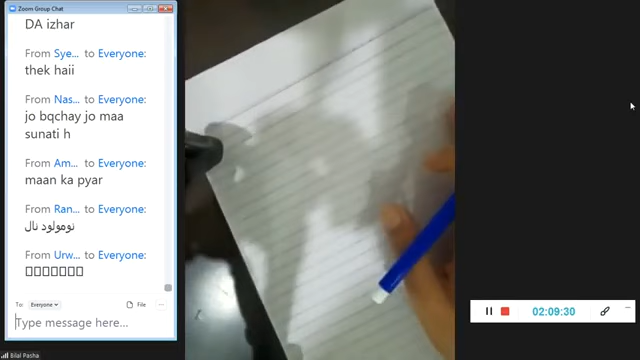 Zoom Group Chat
DA izhar
From Sye... to Everyone:
thek haii
From Nas... to Everyone:
jo bqchay jo maa
sunati h
From Am... to Everyone:
maan ka pyar
From Ran... to Everyone:
نومولود نال
From Urw... to Everyone:
To: Everyone
File
...
Type message here...
02:09:30
Bilal Pasha